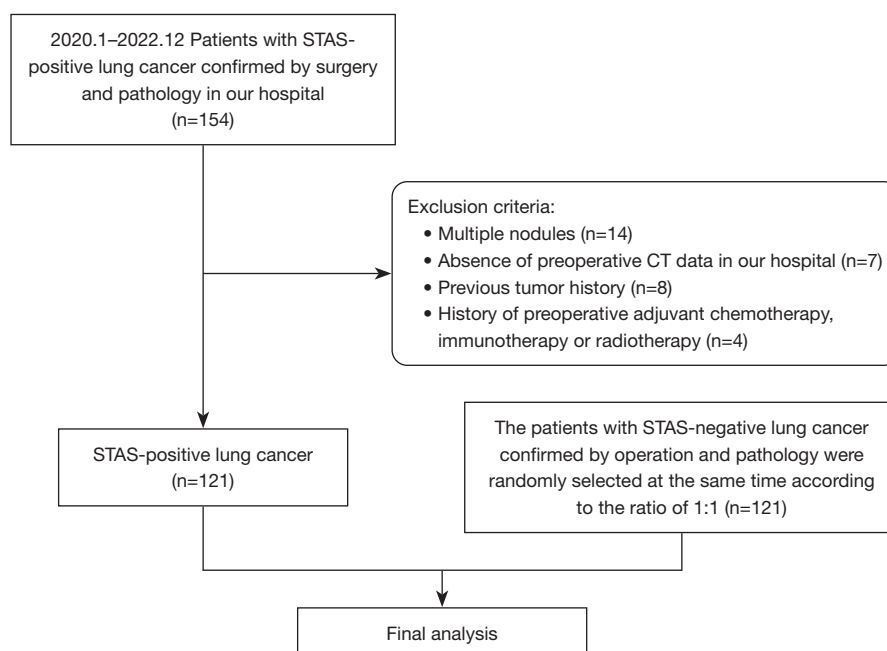 2020.1–2022.12 Patients with STAS-
positive lung cancer confirmed by surgery
and pathology in our hospital
(n=154)
Exclusion criteria:
• Multiple nodules (n=14)
• Absence of preoperative CT data in our hospital (n=7)
• Previous tumor history (n=8)
• History of preoperative adjuvant chemotherapy,
immunotherapy or radiotherapy (n=4)
STAS-positive lung cancer
(n=121)
The patients with STAS-negative lung cancer
confirmed by operation and pathology were
randomly selected at the same time according
to the ratio of 1:1 (n=121)
Final analysis